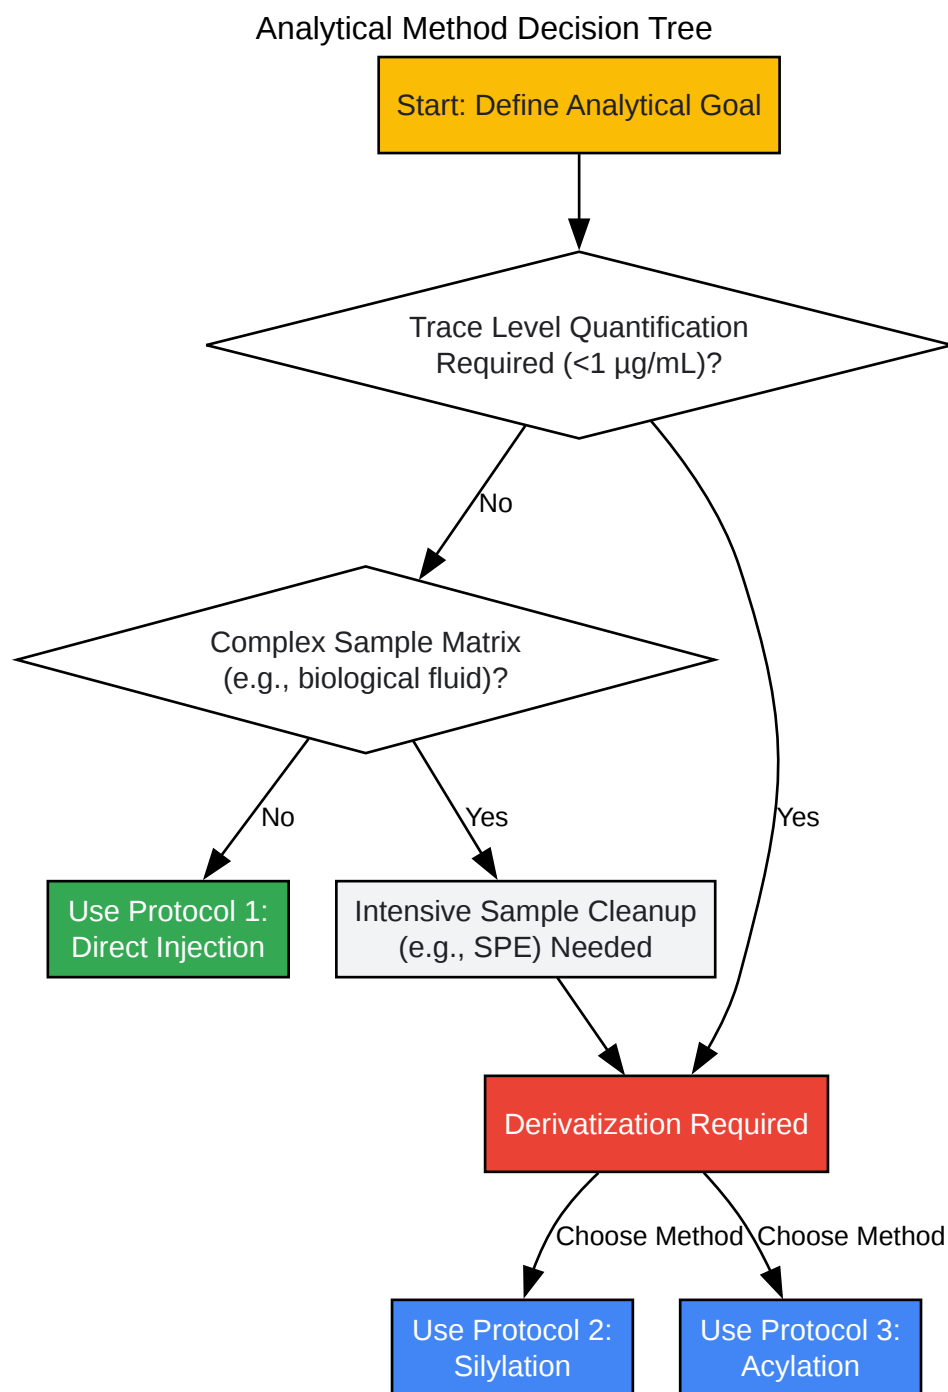 Analytical Method Decision Tree
Start: Define Analytical Goal
Trace Level Quantification
Required (<1 µg/mL)?
No
Complex Sample Matrix
(e.g., biological fluid)?
No
Yes
Yes
Use Protocol 1:
Direct Injection
Intensive Sample Cleanup
(e.g., SPE) Needed
Derivatization Required
Choose Method
Choose Method
Use Protocol 2:
Silylation
Use Protocol 3:
Acylation